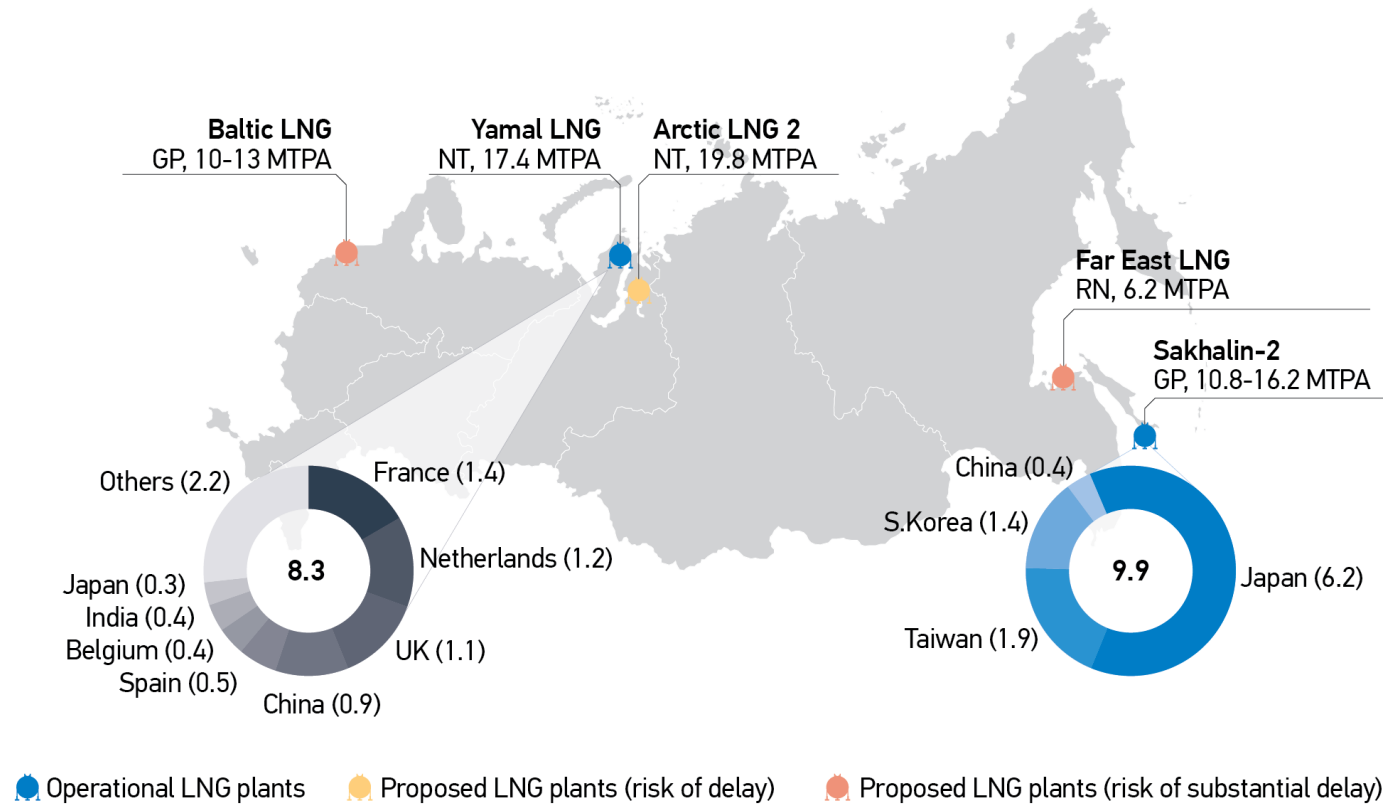 Baltic LNG
GP, 10-13 MTPA
Yamal LNG
NT, 17.4 MTPA
Arctic LNG 2
NT, 19.8 MTPA
Far East LNG
RN, 6.2 MTPA
Sakhalin-2
GP, 10.8-16.2 MTPA
Others (2.2)
France (1.4)
Netherlands (1.2)
UK (1.1)
China (0.9)
Spain (0.5)
Belgium (0.4)
India (0.4)
Japan (0.3)
8.3
China (0.4)
S.Korea (1.4)
Taiwan (1.9)
Japan (6.2)
9.9
Operational LNG plants
Proposed LNG plants (risk of delay)
Proposed LNG plants (risk of substantial delay)